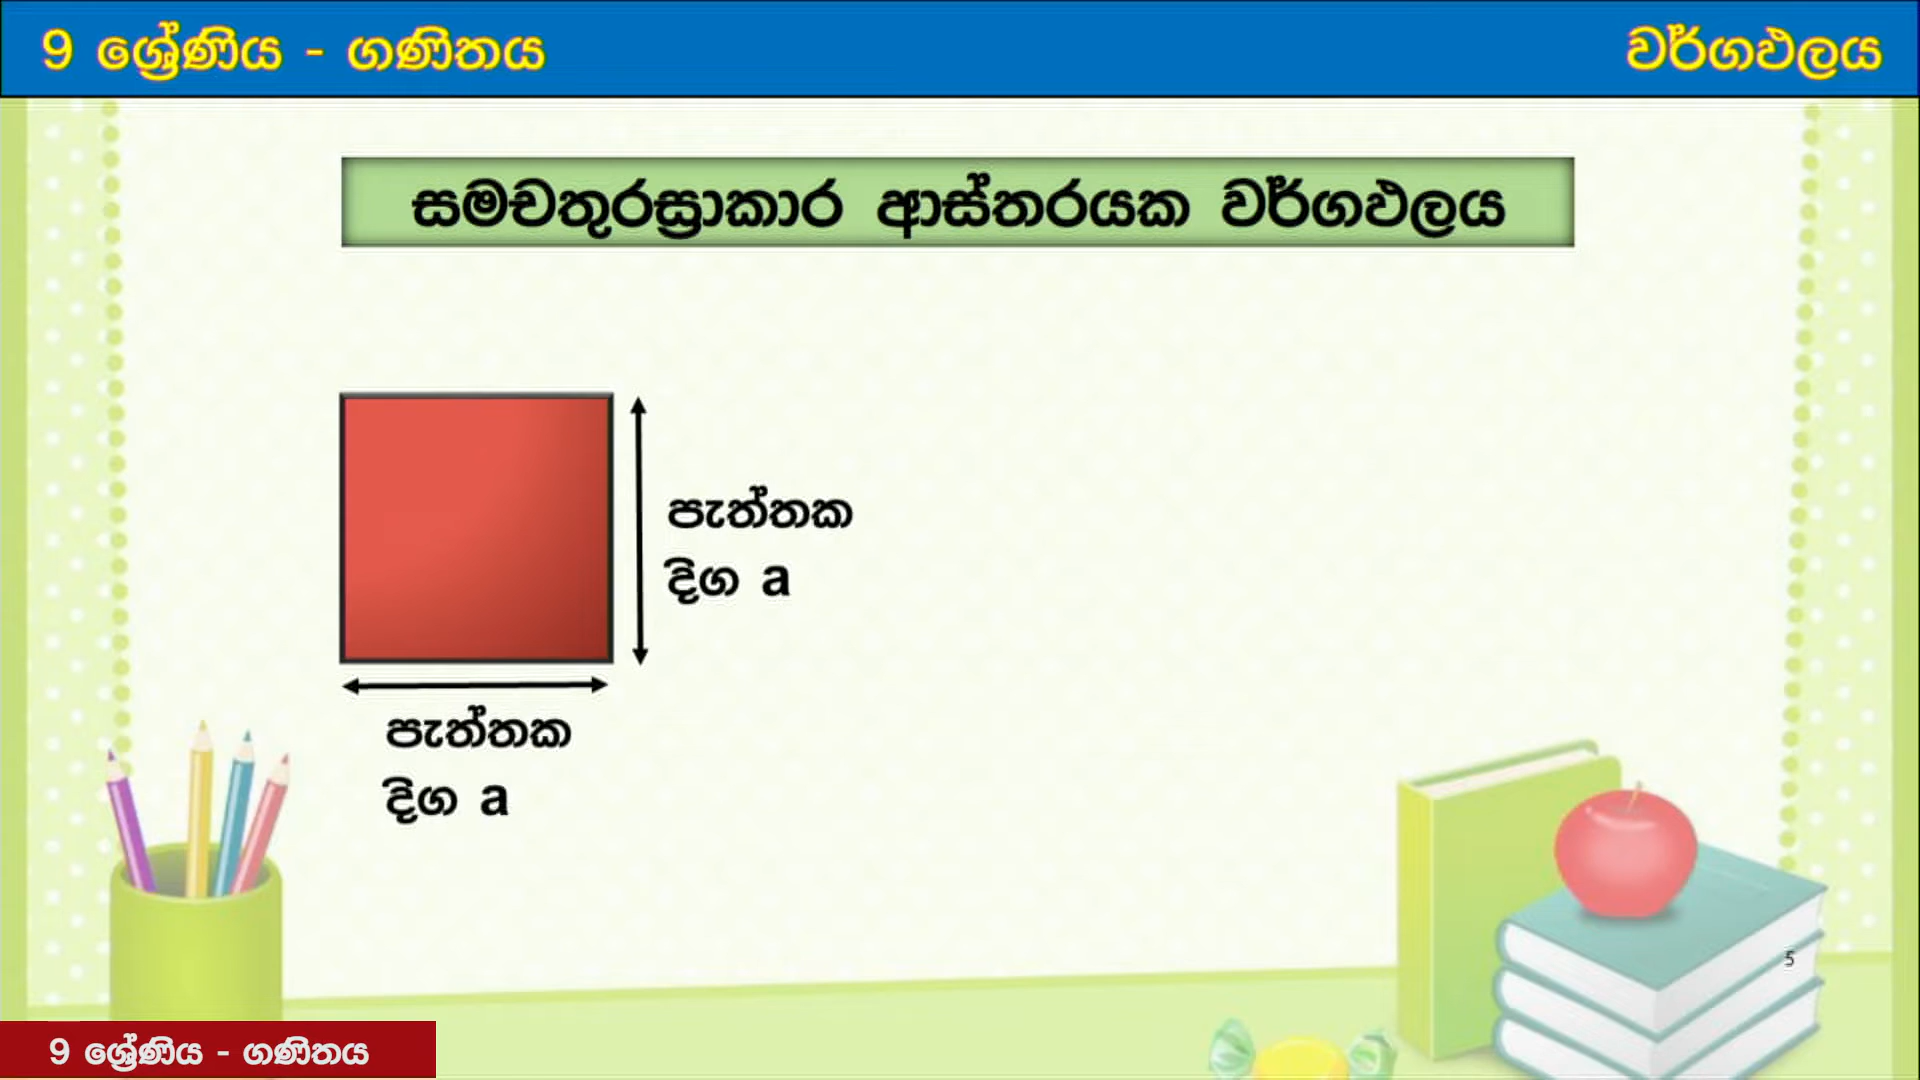 9 ශ්‍රේණිය - ගණිතය
වර්ගඵලය
සමචතුරස්‍රාකාර ආස්තරයක වර්ගඵලය
පැත්තක
දිග a
පැත්තක
දිග a
5
9 ශ්‍රේණිය - ගණිතය